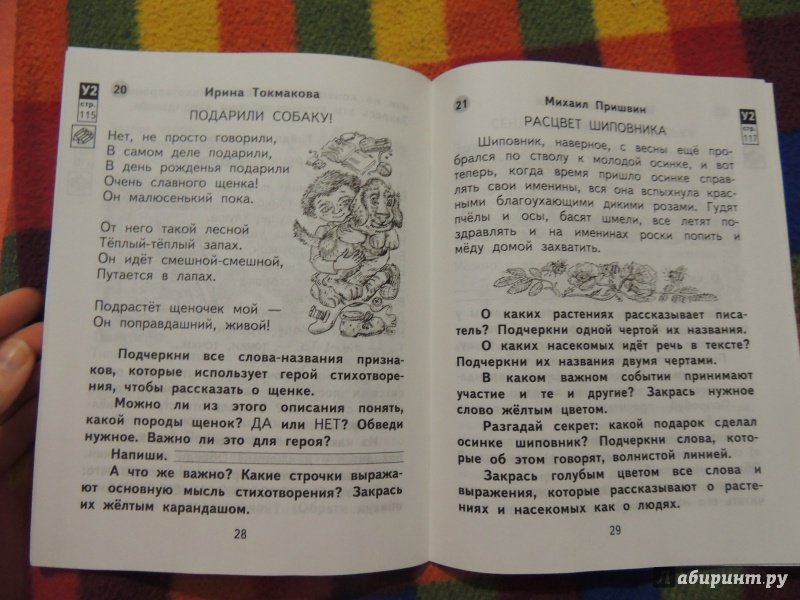 У2
стр.
115
20 Ирина Токмакова
ПОДАРИЛИ СОБАКУ!
Нет, не просто говорили,
В самом деле подарили,
В день рожденья подарили
Очень славного щенка!
Он малюсенький пока.
От него такой лесной
Тёплый-тёплый запах.
Он идёт смешной-смешной,
Путается в лапах.
Подрастёт щеночек мой —
Он поправдашний, живой!
Подчеркни все слова-названия призна-
ков, которые использует герой стихотворе-
ния, чтобы рассказать о щенке.
Можно ли из этого описания понять,
какой породы щенок? ДА или НЕТ? Обведи
нужное. Важно ли это для героя?
Напиши.
А что же важно? Какие строчки выража-
ют основную мысль стихотворения? Закрась
их жёлтым карандашом.
28
21 Михаил Пришвин
У2
стр.
117
РАСЦВЕТ ШИПОВНИКА
Шиповник, наверное, с весны ещё про-
брался по стволу к молодой осинке, и вот
теперь, когда время пришло осинке справ-
лять свои именины, вся она вспыхнула крас-
ными благоухающими дикими розами. Гудят
пчёлы и осы, басят шмели, все летят по-
здравлять и на именинах роски попить и
мёду домой захватить.
О каких растениях рассказывает писа-
тель? Подчеркни одной чертой их названия.
О каких насекомых идёт речь в тексте?
Подчеркни их названия двумя чертами.
В каком важном событии принимают
участие и те и другие? Закрась нужное
слово жёлтым цветом.
Разгадай секрет: какой подарок сделал
осинке шиповник? Подчеркни слова, кото-
рые об этом говорят, волнистой линией.
Закрась голубым цветом все слова и
выражения, которые рассказывают о расте-
ниях и насекомых как о людях.
29
Лабиринт.ру